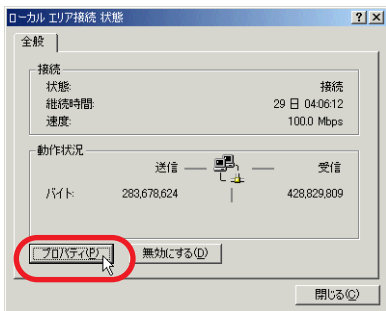 ローカル エリア接続 状態
全般
接続
状態: 接続
継続時間: 29 日 04:06:12
速度: 100.0 Mbps
動作状況
送信 受信
バイト: 283,678,624 428,829,809
プロパティ(P) 無効にする(D)
閉じる(C)